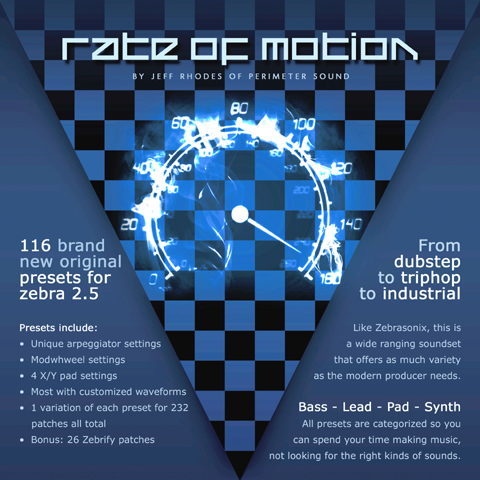 rate of motion
BY JEFF RHODES OF PERIMETER SOUND
80
60
100
40
120
20
140
0
180
116 brand
new original
presets for
zebra 2.5
From
dubstep
to triphop
to industrial
Presets include:
• Unique arpeggiator settings
• Modwhweel settings
• 4 X/Y pad settings
• Most with customized waveforms
• 1 variation of each preset for 232
patches all total
• Bonus: 26 Zebrify patches
Like Zebrasonix, this is
a wide ranging soundset
that offers as much variety
as the modern producer needs.
Bass - Lead - Pad - Synth
All presets are categorized so you
can spend your time making music,
not looking for the right kinds of sounds.